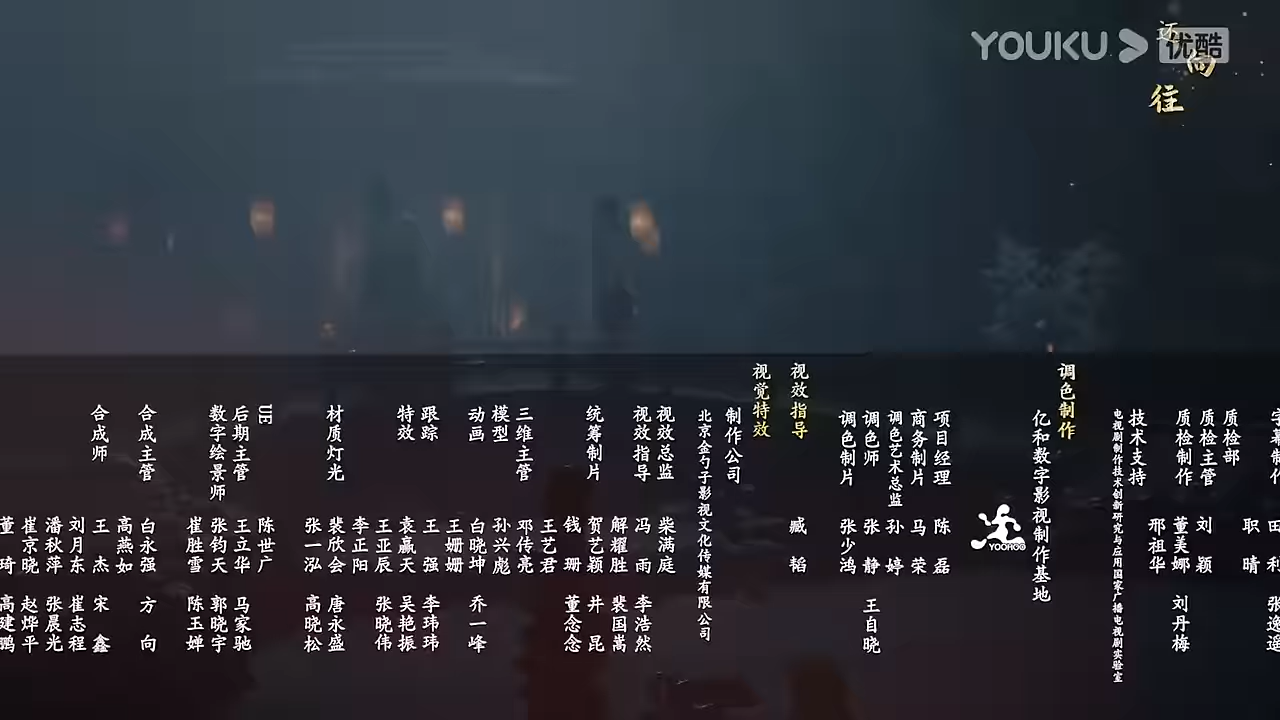 YOUKU 优酷
还
向
往
田利 张逸遥
职晴
质检部
质检主管 刘颖
质检制作 董美娜 刘丹梅
邢祖华
技术支持
电视剧制作技术创新研究与应用国家广播电视剧实验室
调色制作
亿和数字影视制作基地
YOOHOO
项目经理 陈磊
商务制片 马荣
调色艺术总监 孙婷
调色师 张静 王自晓
调色制片 张少鸿
视效指导 臧韬
视觉特效
制作公司
北京金勺子影视文化传媒有限公司
视效总监 柴满庭
视效指导 冯雨 李浩然
解耀胜 裴国嵩
统筹制片 贺艺颖 井昆
钱珊 董念念
王艺君
三维主管 邓传亮
模型 孙兴彪
动画 白晓坤 乔一峰
王姗姗
跟踪 王强 李玮玮
特效 袁赢天 吴艳振
王亚辰 张晓伟
李正阳
材质灯光 裴欣会 唐永盛
张一泓 高晓松
UE 陈世广
后期主管 王立华 马家驰
数字绘景师 张钧天 郭晓宇
崔胜雪 陈玉婵
合成主管 白永强 方向
高燕如
合成师 王杰 宋鑫
刘月东 崔志程
潘秋萍 张晨光
崔京晓 赵烨平
董琦 高建鹏